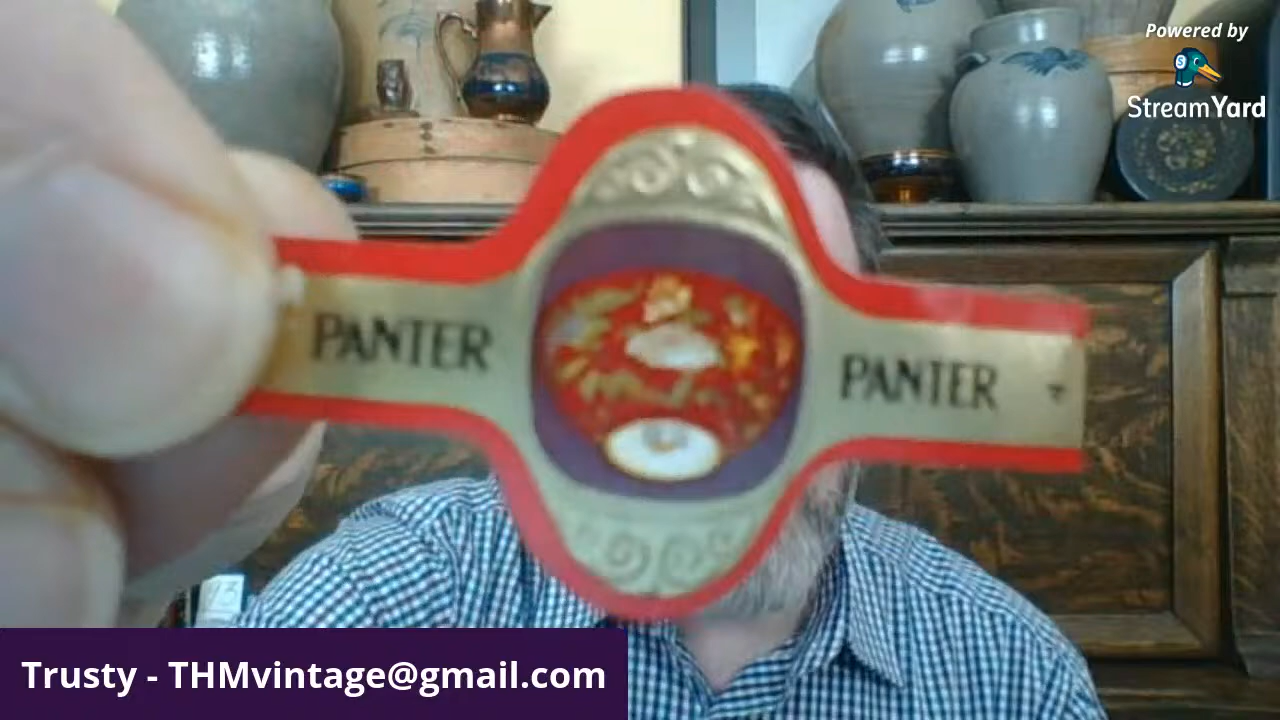 Powered by
StreamYard
PANTER
PANTER
Trusty - THMvintage@gmail.com